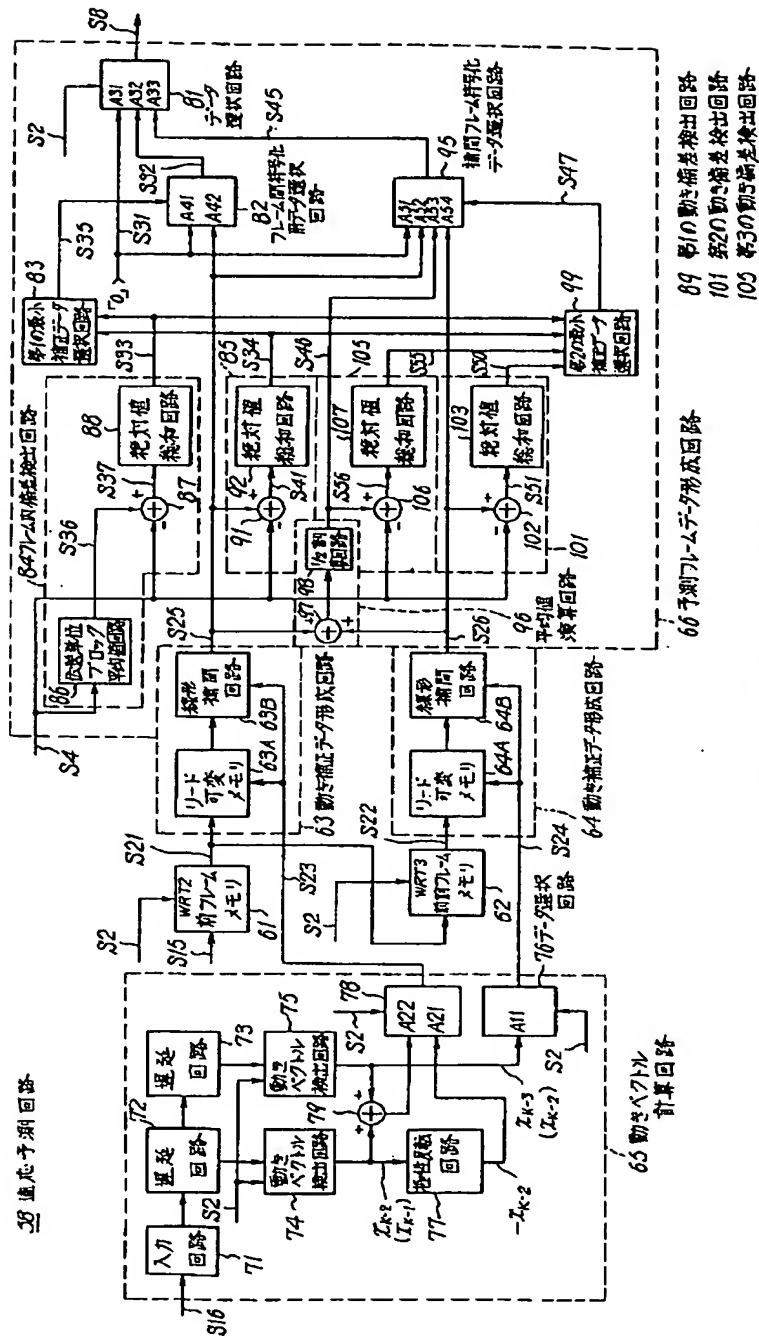 28 適応予測回路
S16
入力
回路
71
72
遅延
回路
73
遅延
回路
S2
74
動き
ベクトル
検出回路
75
動き
ベクトル
検出回路
79
+
+
77
極性反転
回路
78
S2
A22
A21
A11
76 データ選択
回路
S2
65 動きベクトル
計算回路
S2
S15
WRT2
前フレーム
メモリ
61
S21
S23
S2
WRT3
前前フレーム
メモリ
62
S22
S24
リード
可変
メモリ
63A
線形
補間
回路
63B
63 動き補正データ形成回路
リード
可変
メモリ
64A
線形
補間
回路
64B
64 動き補正データ形成回路
S4
86
伝送単位
ブロック
平均値回路
84 フレーム内偏差検出回路
S36
S37
87
+
-
88
絶対値
総和回路
S33
S25
91
+
-
S41
92
絶対値
総和回路
85
S34
S26
97
+
+
98
1/2 割
算回路
96
平均値
演算回路
S46
106
+
-
S56
107
絶対値
総和回路
105
S55
102
+
-
S51
103
絶対値
総和回路
S50
101
83
第1の最小
補正データ
選択回路
S35
S31
「0」
A41
A42
82
フレーム間符号化
用データ選択
回路
S32
S2
A31
A32
A33
81
データ
選択回路
S8
S45
95
補間フレーム符号化
データ選択回路
S47
99
第2の最小
補正データ
選択回路
66 予測フレームデータ形成回路
89 第1の動き偏差検出回路
101 第2の動き偏差検出回路
105 第3の動き偏差検出回路